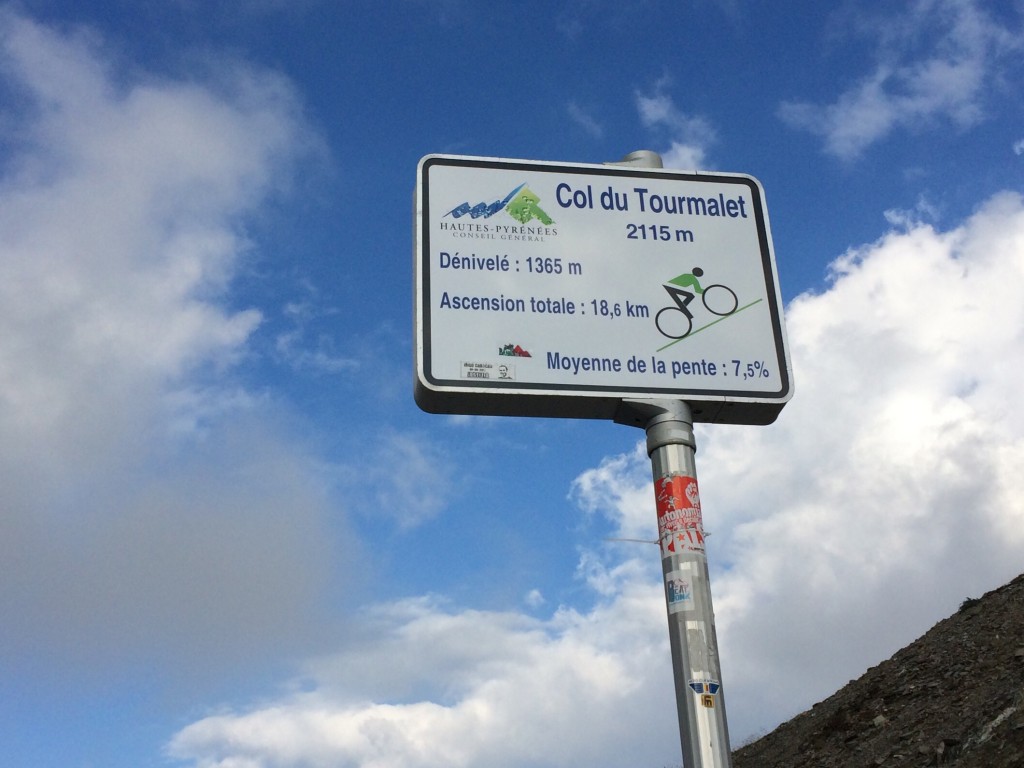 Col du Tourmalet
2115 m
HAUTES-PYRÉNÉES
CONSEIL GÉNÉRAL
Dénivelé : 1365 m
Ascension totale : 18,6 km
Moyenne de la pente : 7,5%